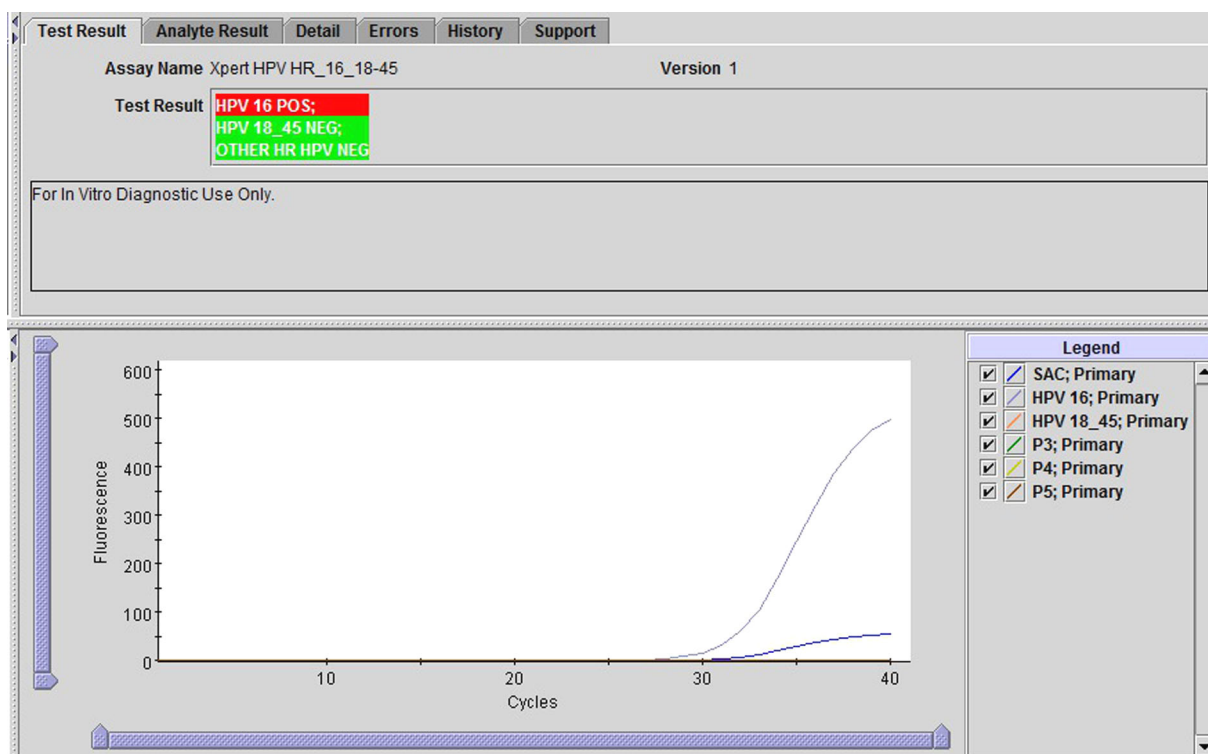 Test Result Analyte Result Detail Errors History Support
Assay Name Xpert HPV HR_16_18-45 Version 1
Test Result HPV 16 POS;
HPV 18_45 NEG;
OTHER HR HPV NEG
For In Vitro Diagnostic Use Only.
Legend
SAC; Primary
HPV 16; Primary
HPV 18_45; Primary
P3; Primary
P4; Primary
P5; Primary
600
500
400
300
200
100
0
Fluorescence
10 20 30 40
Cycles